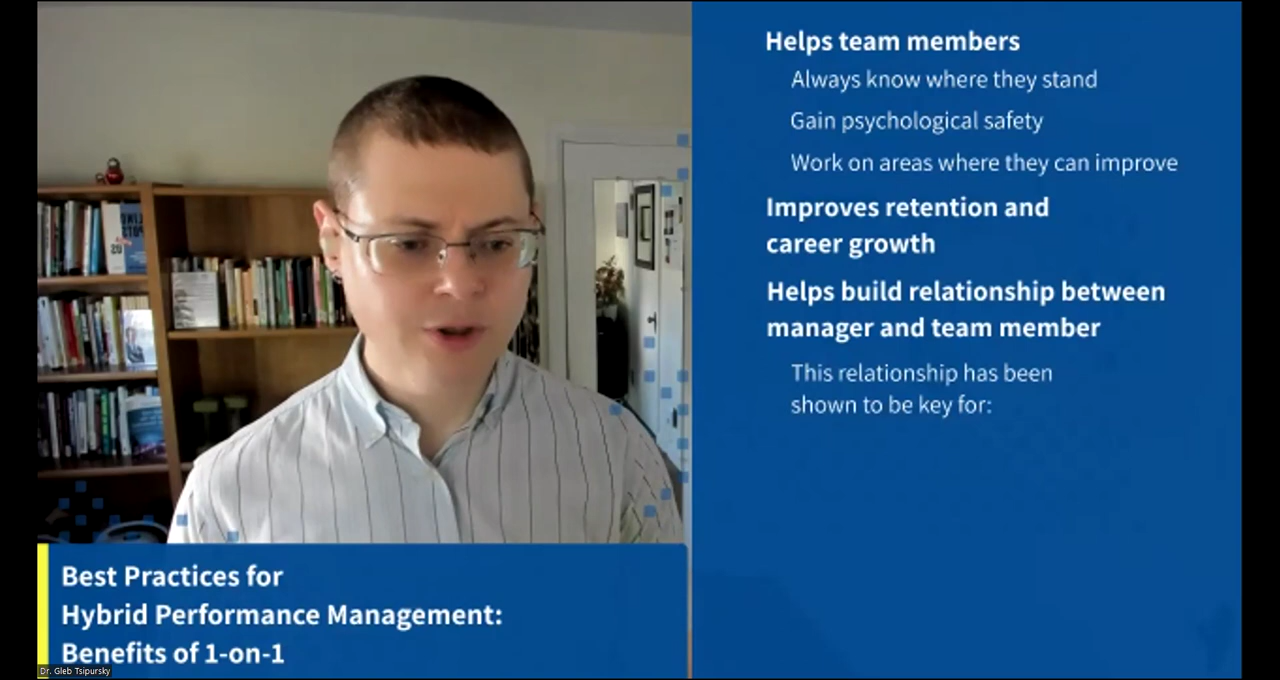 Helps team members
Always know where they stand
Gain psychological safety
Work on areas where they can improve
Improves retention and
career growth
Helps build relationship between
manager and team member
This relationship has been
shown to be key for:
Best Practices for
Hybrid Performance Management:
Benefits of 1-on-1
Dr. Gleb Tsipursky